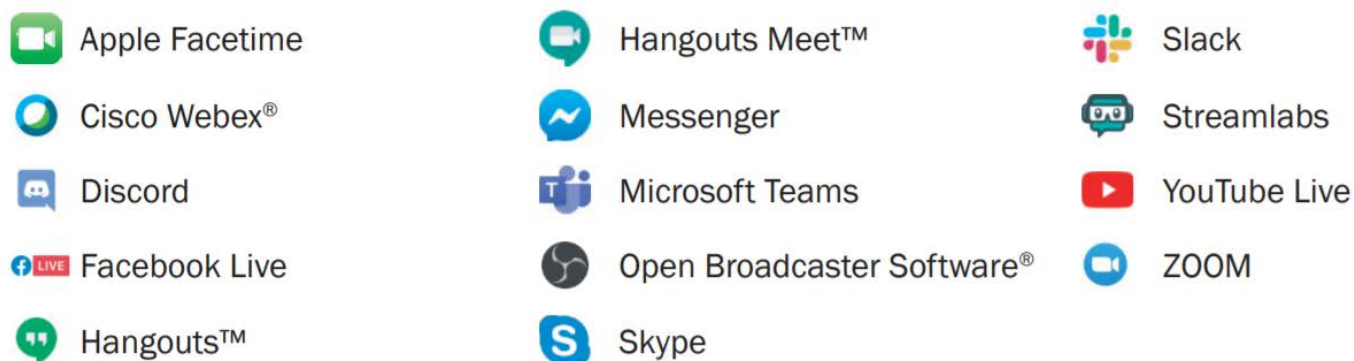 Apple Facetime
Cisco Webex®
Discord
LIVE Facebook Live
Hangouts™
Hangouts Meet™
Messenger
T Microsoft Teams
Open Broadcaster Software®
S Skype
Slack
Streamlabs
YouTube Live
ZOOM